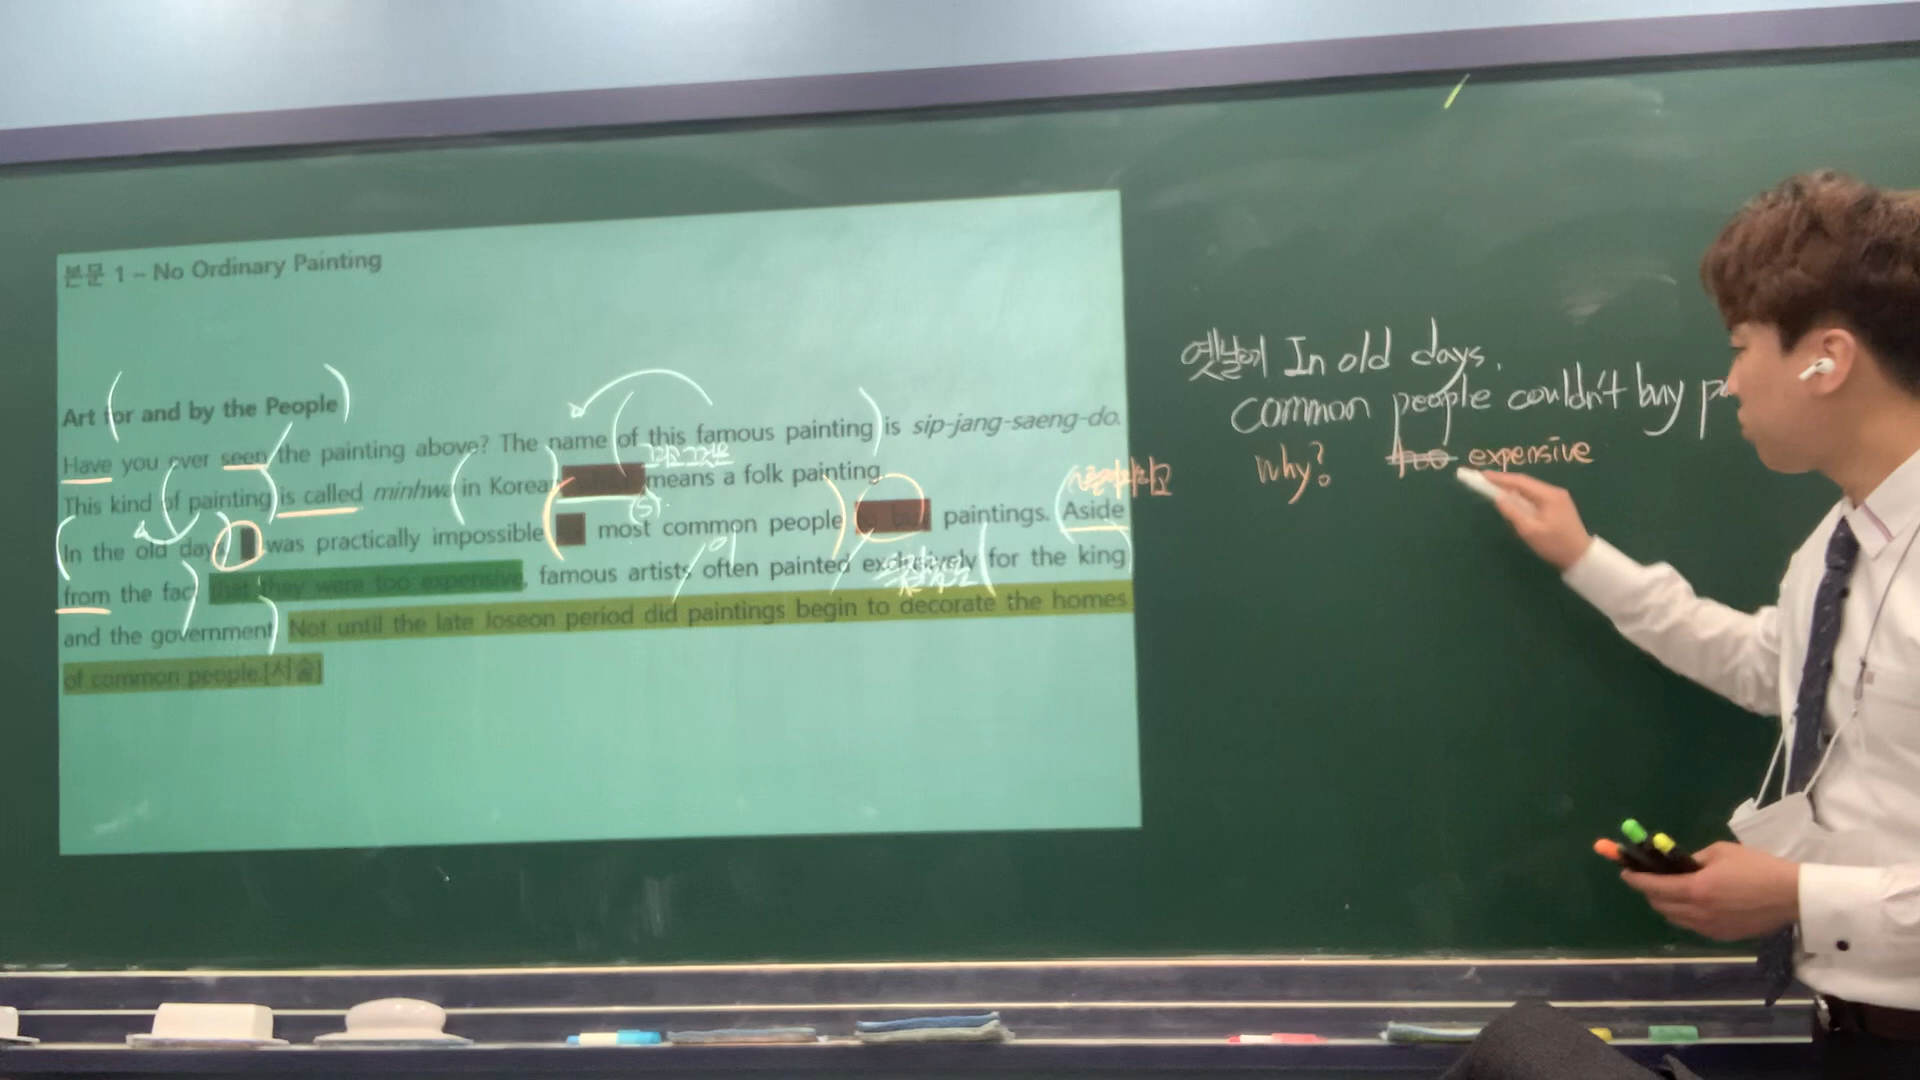 본문 1 – No Ordinary Painting
Art for and by the People
Have you ever seen the painting above? The name of this famous painting is sip-jang-saeng-do.
This kind of painting is called minhwa in Korean, means a folk painting.
In the old days, was practically impossible most common people paintings. Aside
from the fact that they were too expensive, famous artists often painted exclusively for the king
and the government. Not until the late Joseon period did paintings begin to decorate the homes
of common people.[서술]
(S)
옛날에 In old days.
common people couldn't buy
Why? too expensive